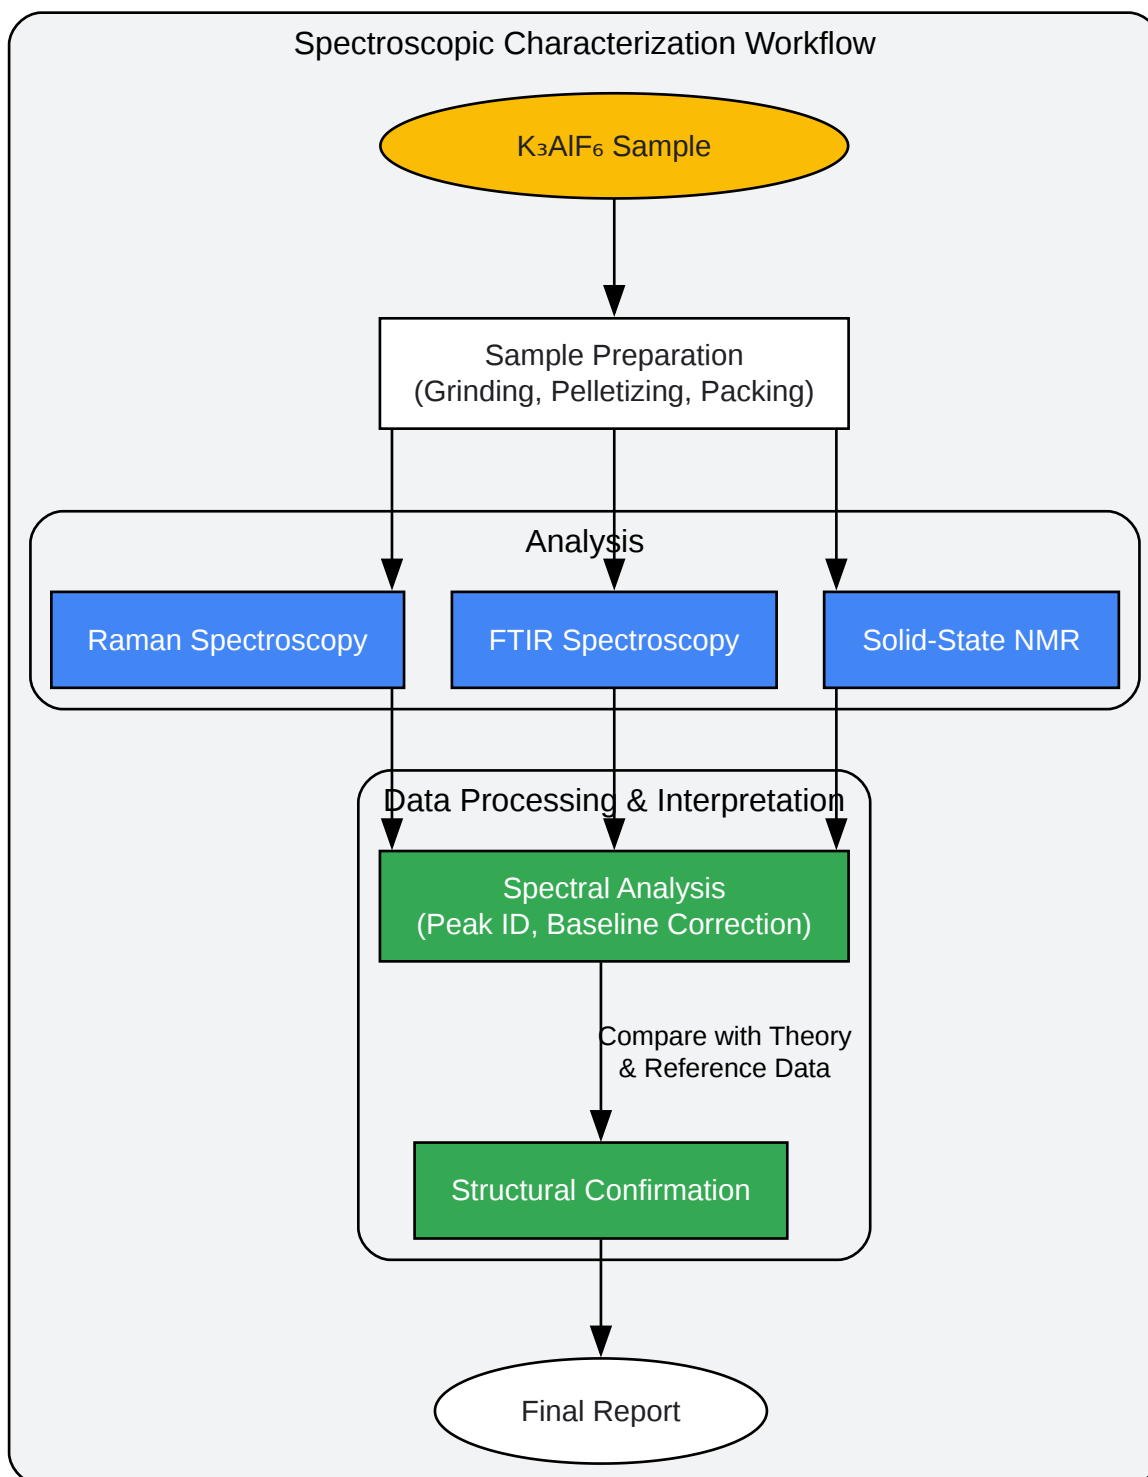 Spectroscopic Characterization Workflow
K₃AlF₆ Sample
Sample Preparation
(Grinding, Pelletizing, Packing)
Analysis
Raman Spectroscopy
FTIR Spectroscopy
Solid-State NMR
Data Processing & Interpretation
Spectral Analysis
(Peak ID, Baseline Correction)
Compare with Theory
& Reference Data
Structural Confirmation
Final Report